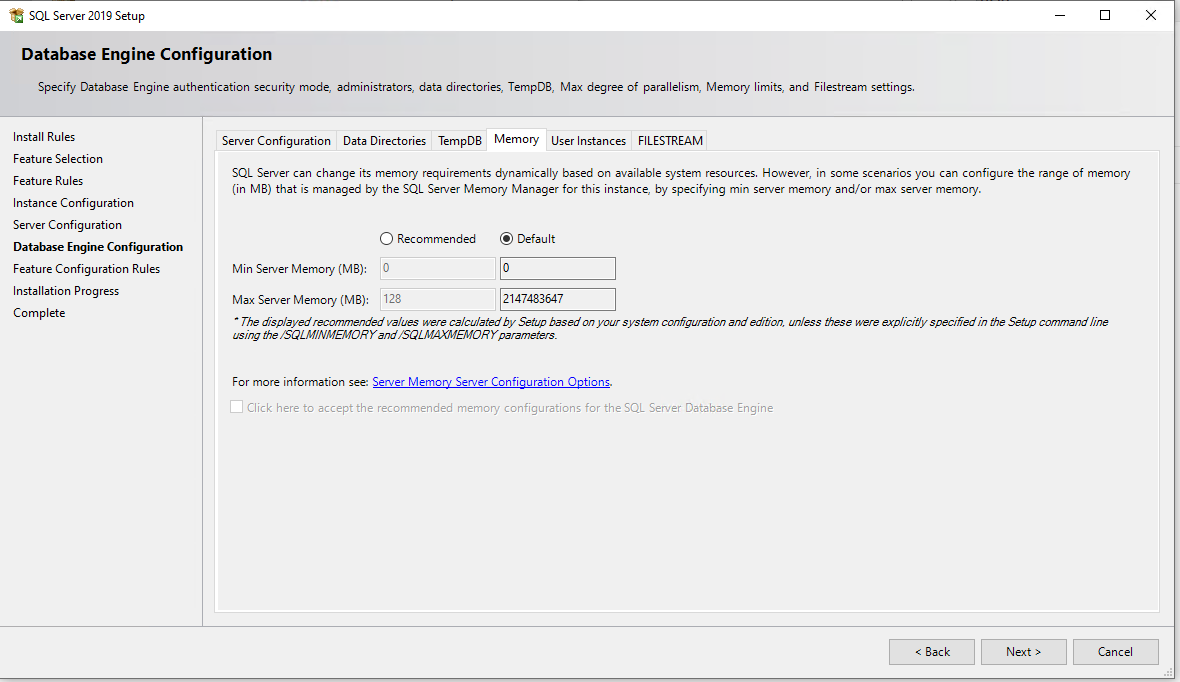 SQL Server 2019 Setup
Database Engine Configuration
Specify Database Engine authentication security mode, administrators, data directories, TempDB, Max degree of parallelism, Memory limits, and Filestream settings.
Install Rules
Feature Selection
Feature Rules
Instance Configuration
Server Configuration
Database Engine Configuration
Feature Configuration Rules
Installation Progress
Complete
Server Configuration Data Directories TempDB Memory User Instances FILESTREAM
SQL Server can change its memory requirements dynamically based on available system resources. However, in some scenarios you can configure the range of memory
(in MB) that is managed by the SQL Server Memory Manager for this instance, by specifying min server memory and/or max server memory.
Recommended Default
Min Server Memory (MB): 0 0
Max Server Memory (MB): 128 2147483647
* The displayed recommended values were calculated by Setup based on your system configuration and edition, unless these were explicitly specified in the Setup command line
using the /SQLMINMEMORY and /SQLMAXMEMORY parameters.
For more information see: Server Memory Server Configuration Options.
Click here to accept the recommended memory configurations for the SQL Server Database Engine
< Back Next > Cancel